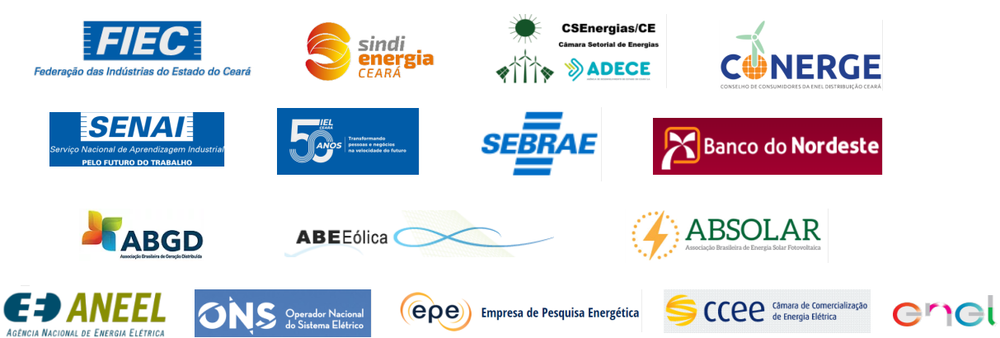 FIEC
Federação das Indústrias do Estado do Ceará
sindi
energia
CEARÁ
CSEnergias/CE
Câmara Setorial de Energias
ADECE
CONERGE
CONSELHO DE CONSUMIDORES DA ENEL DISTRIBUIÇÃO CEARÁ
SENAI
Serviço Nacional de Aprendizagem Industrial
PELO FUTURO DO TRABALHO
IEL
CEARÁ
50
ANOS
Transformando
pessoas e negócios
na velocidade do futuro
SEBRAE
Banco do Nordeste
ABGD
Associação Brasileira de Geração Distribuída
ABEEólica
ABSOLAR
Associação Brasileira de Energia Solar Fotovoltaica
ANEEL
AGÊNCIA NACIONAL DE ENERGIA ELÉTRICA
ONS
Operador Nacional
do Sistema Elétrico
epe
Empresa de Pesquisa Energética
ccee
Câmara de Comercialização
de Energia Elétrica
enel